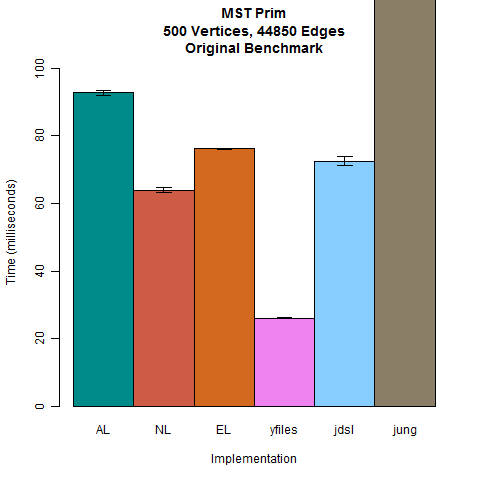 MST Prim
500 Vertices, 44850 Edges
Original Benchmark
Time (milliseconds)
100
80
60
40
20
0
AL NL EL yfiles jdsl jung
Implementation